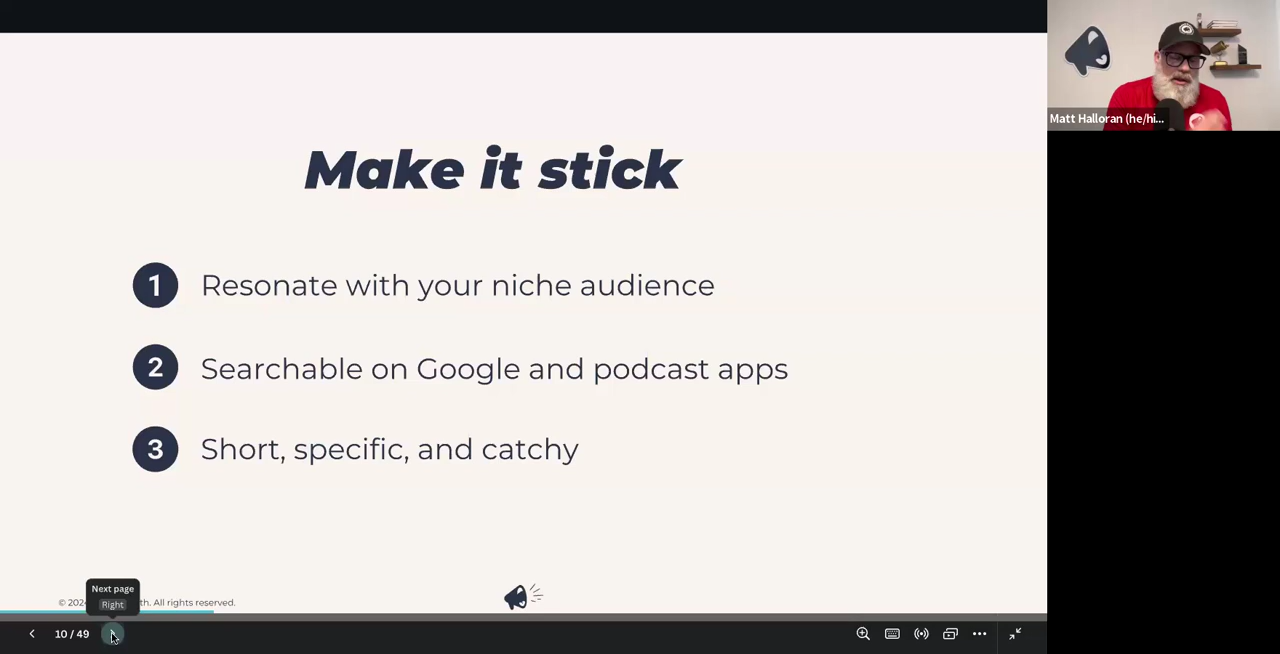 Make it stick
1 Resonate with your niche audience
2 Searchable on Google and podcast apps
3 Short, specific, and catchy
Next page
Right
All rights reserved.
10 / 49
Matt Halloran (he/hi...